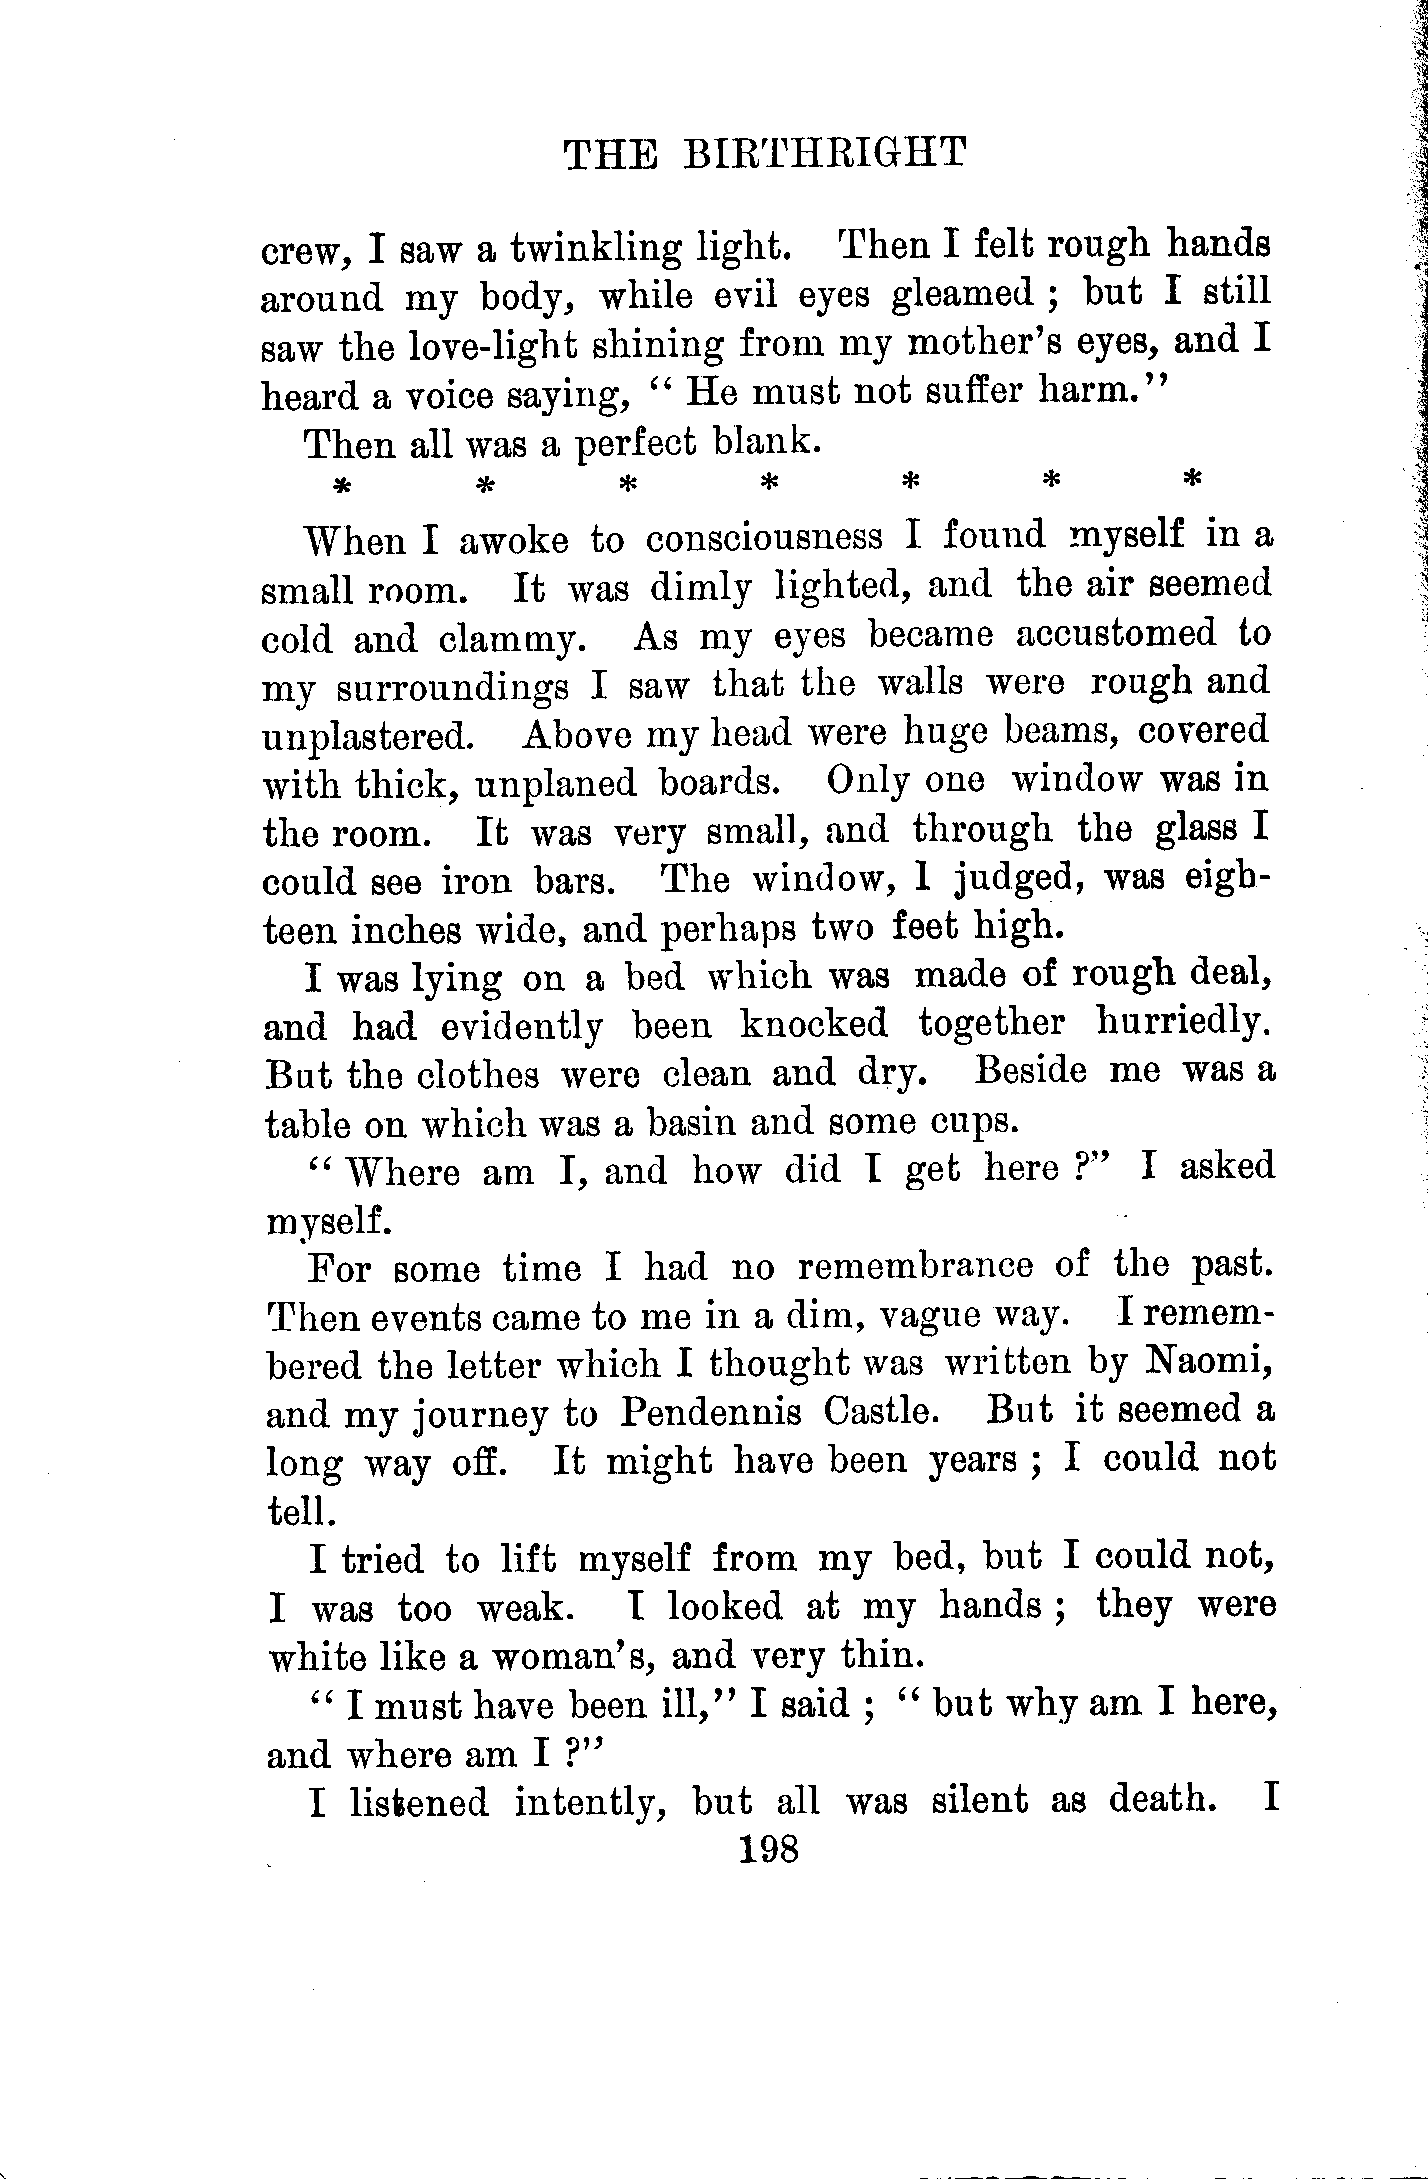 THE BIRTHRIGHT
crew, I saw a twinkling light. Then I felt rough hands
around my body, while evil eyes gleamed ; but I still
saw the love-light shining from my mother's eyes, and I
heard a voice saying, “ He must not suffer harm.”
Then all was a perfect blank.
* * * * * * *
When I awoke to consciousness I found myself in a
small room. It was dimly lighted, and the air seemed
cold and clammy. As my eyes became accustomed to
my surroundings I saw that the walls were rough and
unplastered. Above my head were huge beams, covered
with thick, unplaned boards. Only one window was in
the room. It was very small, and through the glass I
could see iron bars. The window, I judged, was eigh-
teen inches wide, and perhaps two feet high.
I was lying on a bed which was made of rough deal,
and had evidently been knocked together hurriedly.
But the clothes were clean and dry. Beside me was a
table on which was a basin and some cups.
“ Where am I, and how did I get here ?” I asked
myself.
For some time I had no remembrance of the past.
Then events came to me in a dim, vague way. I remem-
bered the letter which I thought was written by Naomi,
and my journey to Pendennis Castle. But it seemed a
long way off. It might have been years ; I could not
tell.
I tried to lift myself from my bed, but I could not,
I was too weak. I looked at my hands ; they were
white like a woman's, and very thin.
“ I must have been ill,” I said ; “ but why am I here,
and where am I ?”
I listened intently, but all was silent as death. I
198